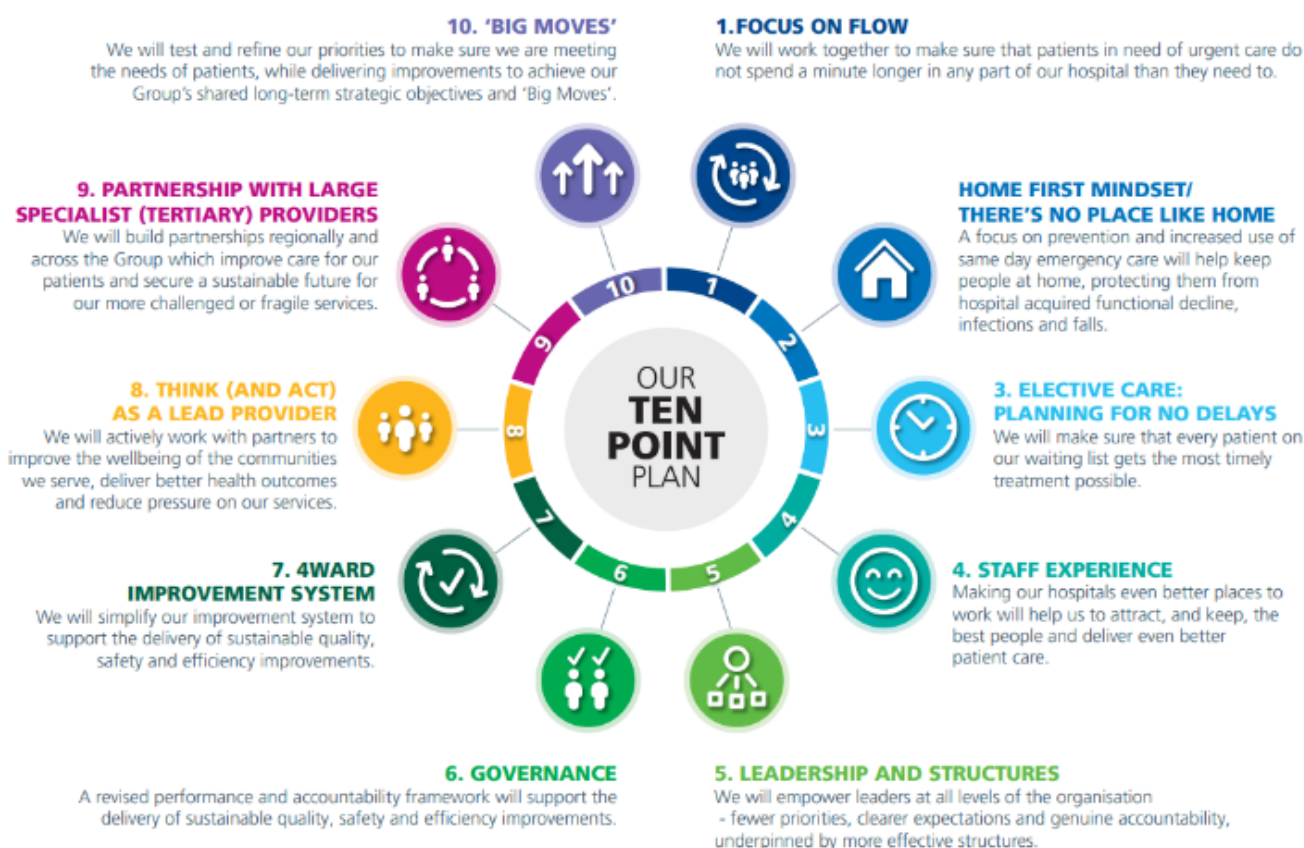 10. 'BIG MOVES'
We will test and refine our priorities to make sure we are meeting
the needs of patients, while delivering improvements to achieve our
Group's shared long-term strategic objectives and 'Big Moves'.
1.FOCUS ON FLOW
We will work together to make sure that patients in need of urgent care do
not spend a minute longer in any part of our hospital than they need to.
9. PARTNERSHIP WITH LARGE
SPECIALIST (TERTIARY) PROVIDERS
We will build partnerships regionally and
across the Group which improve care for our
patients and secure a sustainable future for
our more challenged or fragile services.
HOME FIRST MINDSET/
THERE'S NO PLACE LIKE HOME
A focus on prevention and increased use of
same day emergency care will help keep
people at home, protecting them from
hospital acquired functional decline,
infections and falls.
8. THINK (AND ACT)
AS A LEAD PROVIDER
We will actively work with partners to
improve the wellbeing of the communities
we serve, deliver better health outcomes
and reduce pressure on our services.
OUR
TEN
POINT
PLAN
1
2
3
4
5
6
7
8
9
10
3. ELECTIVE CARE:
PLANNING FOR NO DELAYS
We will make sure that every patient on
our waiting list gets the most timely
treatment possible.
7. 4WARD
IMPROVEMENT SYSTEM
We will simplify our improvement system to
support the delivery of sustainable quality,
safety and efficiency improvements.
4. STAFF EXPERIENCE
Making our hospitals even better places to
work will help us to attract, and keep, the
best people and deliver even better
patient care.
6. GOVERNANCE
A revised performance and accountability framework will support the
delivery of sustainable quality, safety and efficiency improvements.
5. LEADERSHIP AND STRUCTURES
We will empower leaders at all levels of the organisation
- fewer priorities, clearer expectations and genuine accountability,
underpinned by more effective structures.